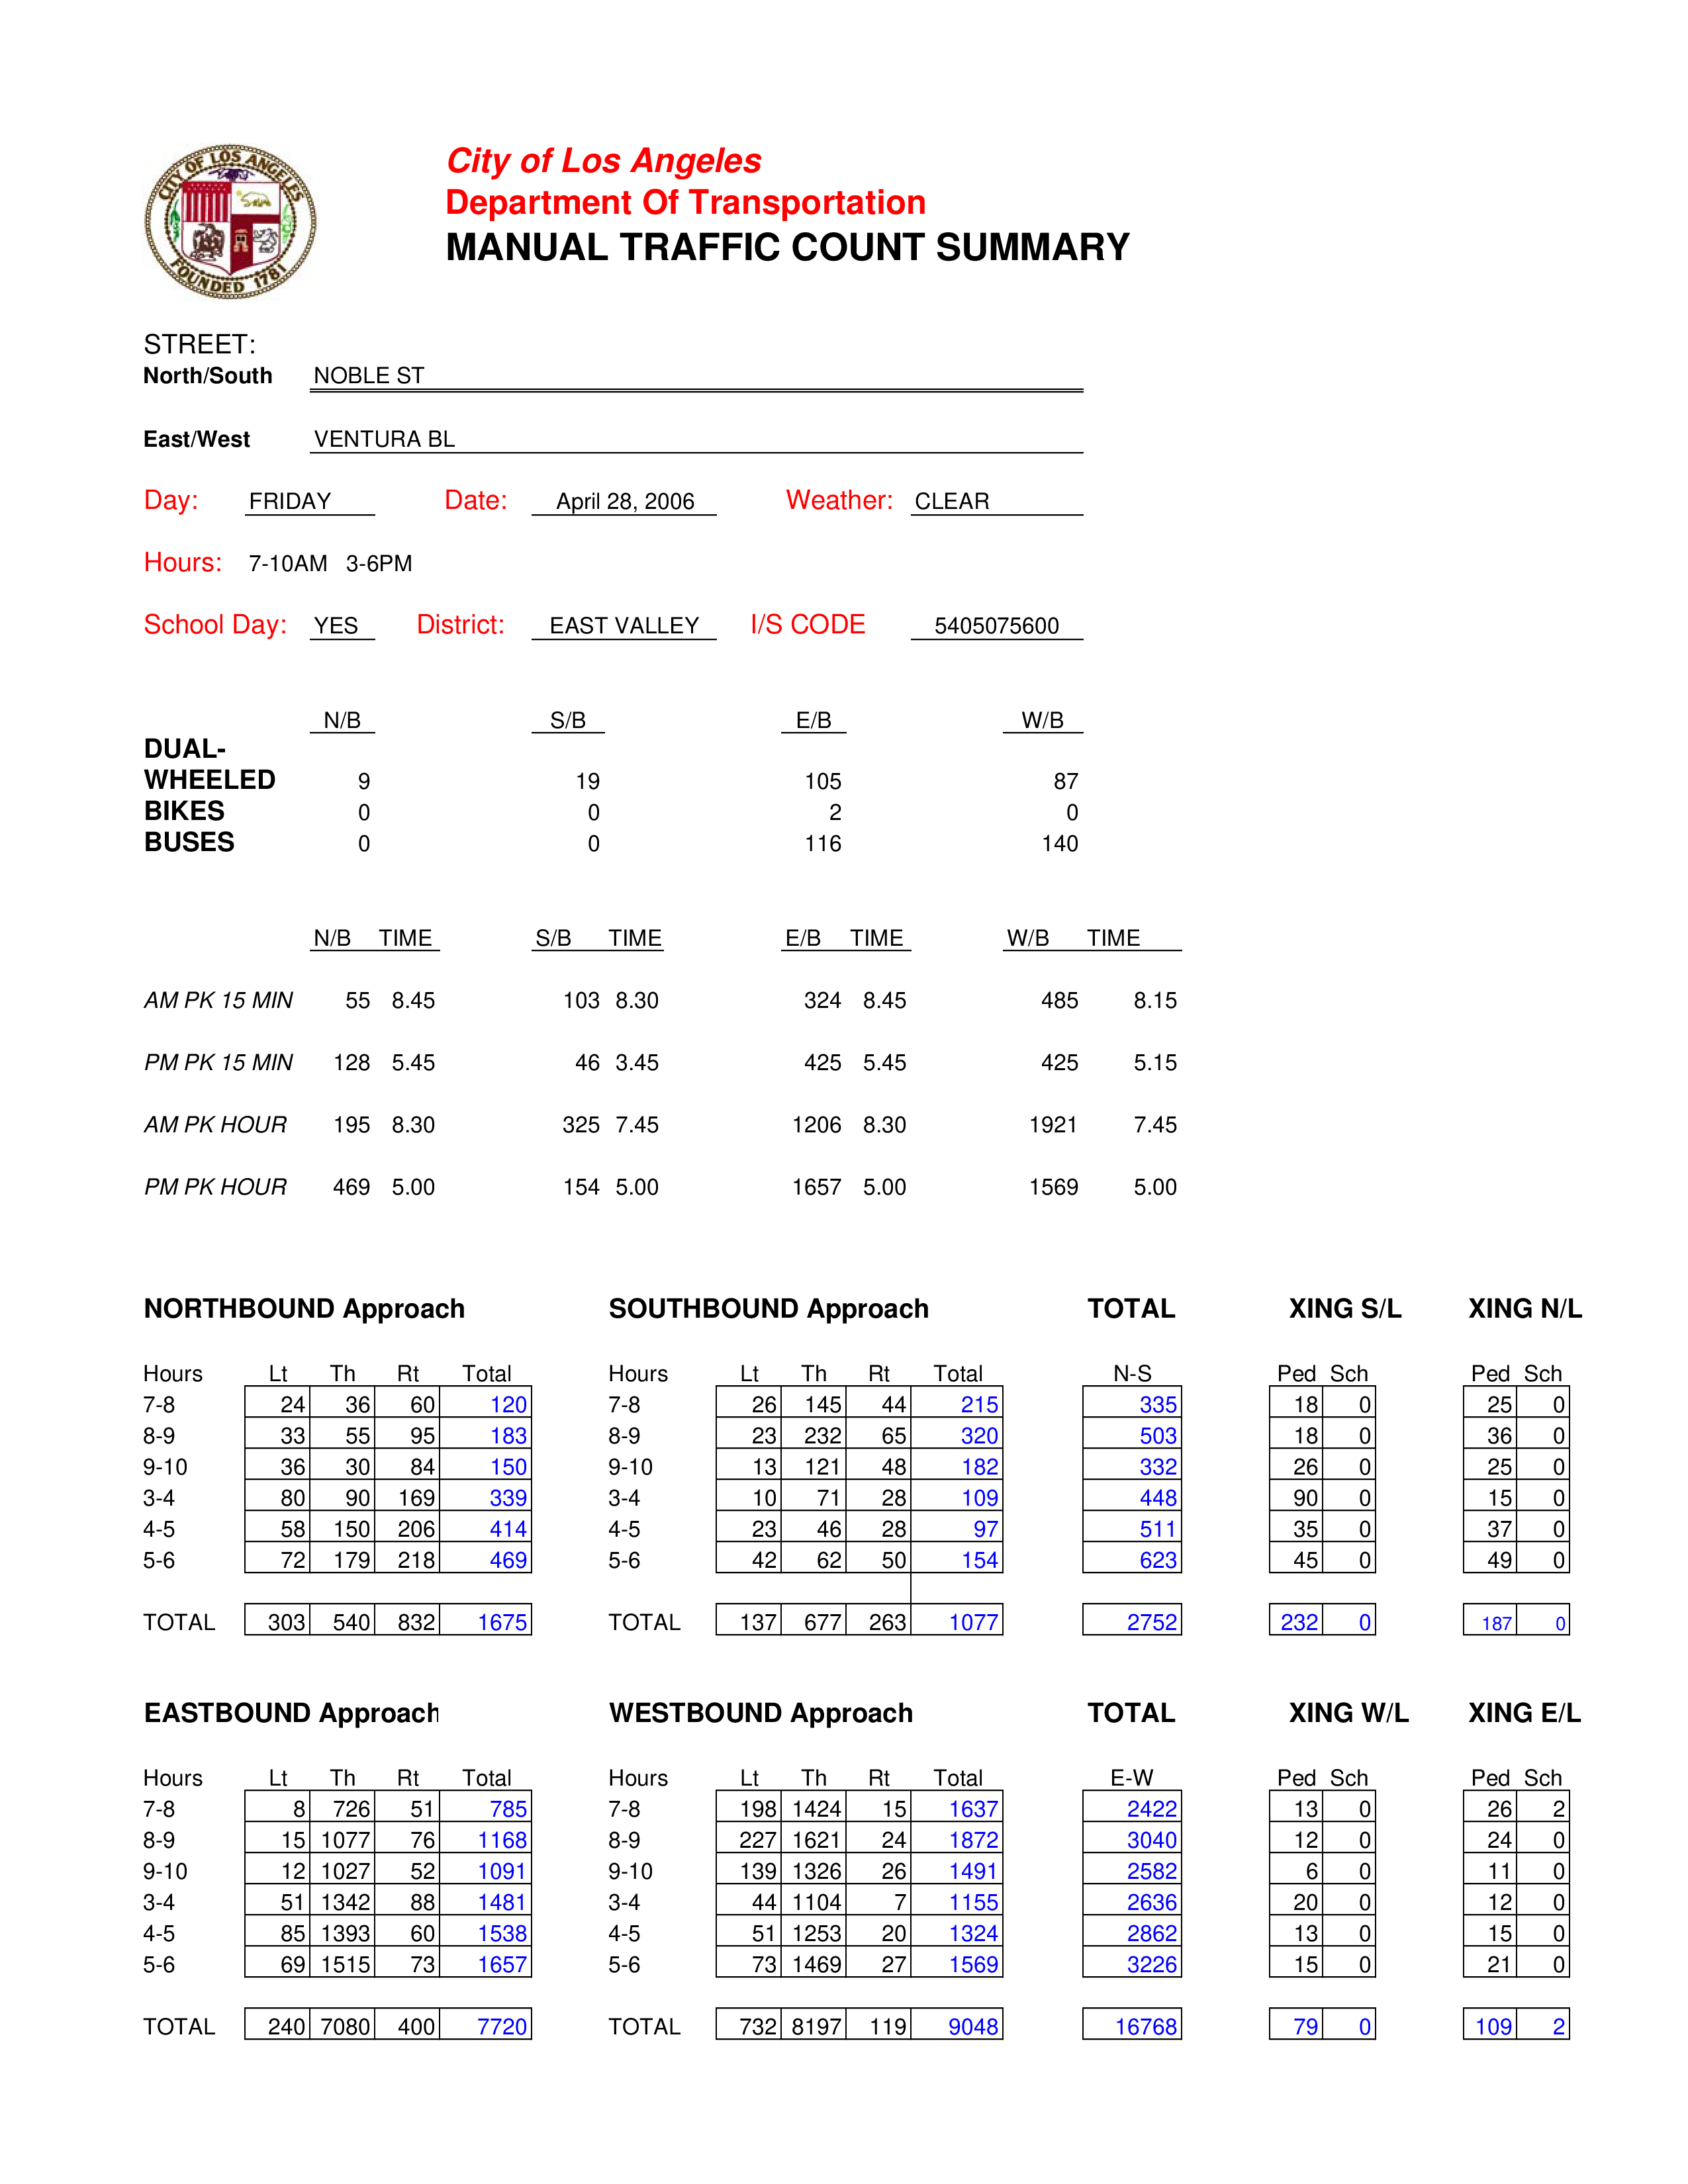 CITY OF LOS ANGELES
FOUNDED 1781
City of Los Angeles
Department Of Transportation
MANUAL TRAFFIC COUNT SUMMARY
STREET:
North/South NOBLE ST
East/West VENTURA BL
Day: FRIDAY Date: April 28, 2006 Weather: CLEAR
Hours: 7-10AM 3-6PM
School Day: YES District: EAST VALLEY I/S CODE 5405075600
N/B S/B E/B W/B
DUAL-
WHEELED 9 19 105 87
BIKES 0 0 2 0
BUSES 0 0 116 140
N/B TIME S/B TIME E/B TIME W/B TIME
AM PK 15 MIN 55 8.45 103 8.30 324 8.45 485 8.15
PM PK 15 MIN 128 5.45 46 3.45 425 5.45 425 5.15
AM PK HOUR 195 8.30 325 7.45 1206 8.30 1921 7.45
PM PK HOUR 469 5.00 154 5.00 1657 5.00 1569 5.00
NORTHBOUND Approach SOUTHBOUND Approach TOTAL XING S/L XING N/L
Hours Lt Th Rt Total Hours Lt Th Rt Total N-S Ped Sch Ped Sch
7-8 24 36 60 120 7-8 26 145 44 215 335 18 0 25 0
8-9 33 55 95 183 8-9 23 232 65 320 503 18 0 36 0
9-10 36 30 84 150 9-10 13 121 48 182 332 26 0 25 0
3-4 80 90 169 339 3-4 10 71 28 109 448 90 0 15 0
4-5 58 150 206 414 4-5 23 46 28 97 511 35 0 37 0
5-6 72 179 218 469 5-6 42 62 50 154 623 45 0 49 0
TOTAL 303 540 832 1675 TOTAL 137 677 263 1077 2752 232 0 187 0
EASTBOUND Approach WESTBOUND Approach TOTAL XING W/L XING E/L
Hours Lt Th Rt Total Hours Lt Th Rt Total E-W Ped Sch Ped Sch
7-8 8 726 51 785 7-8 198 1424 15 1637 2422 13 0 26 2
8-9 15 1077 76 1168 8-9 227 1621 24 1872 3040 12 0 24 0
9-10 12 1027 52 1091 9-10 139 1326 26 1491 2582 6 0 11 0
3-4 51 1342 88 1481 3-4 44 1104 7 1155 2636 20 0 12 0
4-5 85 1393 60 1538 4-5 51 1253 20 1324 2862 13 0 15 0
5-6 69 1515 73 1657 5-6 73 1469 27 1569 3226 15 0 21 0
TOTAL 240 7080 400 7720 TOTAL 732 8197 119 9048 16768 79 0 109 2